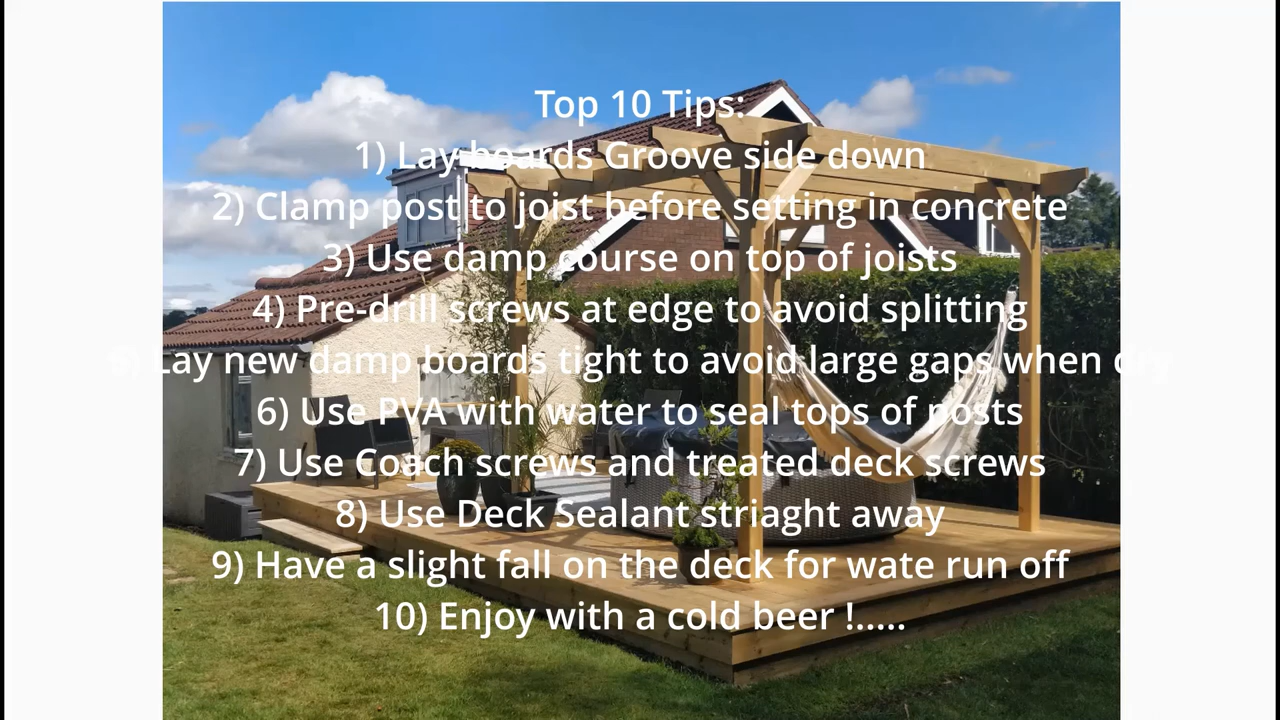 Top 10 Tips:
1) Lay boards Groove side down
2) Clamp post to joist before setting in concrete
3) Use damp course on top of joists
4) Pre-drill screws at edge to avoid splitting
5) Lay new damp boards tight to avoid large gaps when dry
6) Use PVA with water to seal tops of posts
7) Use Coach screws and treated deck screws
8) Use Deck Sealant striaght away
9) Have a slight fall on the deck for wate run off
10) Enjoy with a cold beer !.....